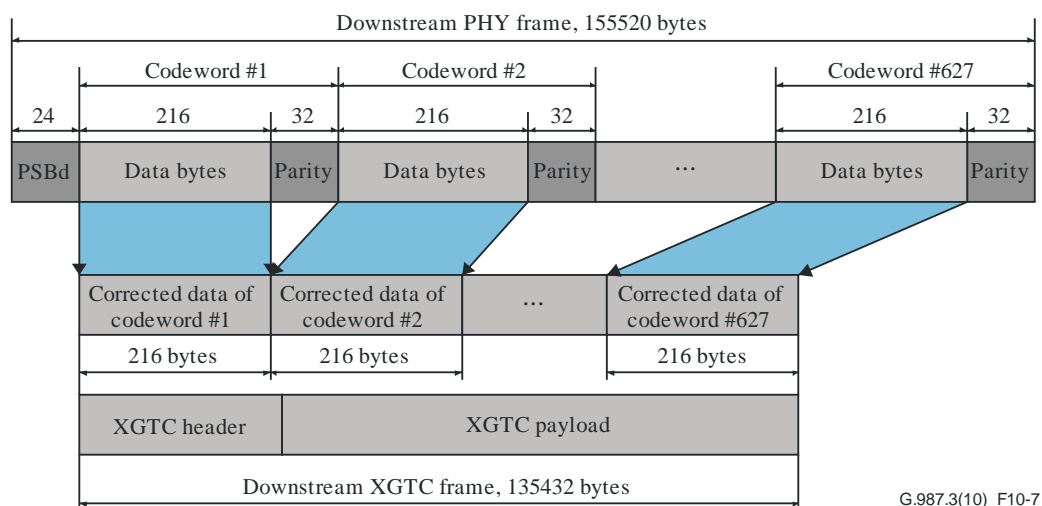 Downstream PHY frame, 155520 bytes
Codeword #1 Codeword #2 Codeword #627
24 216 32 216 32 216 32
PSBd Data bytes Parity Data bytes Parity ... Data bytes Parity
Corrected data of Corrected data of ... Corrected data of
codeword #1 codeword #2 codeword #627
216 bytes 216 bytes 216 bytes
XGTC header XGTC payload
Downstream XGTC frame, 135432 bytes
G.987.3(10)_F10-7